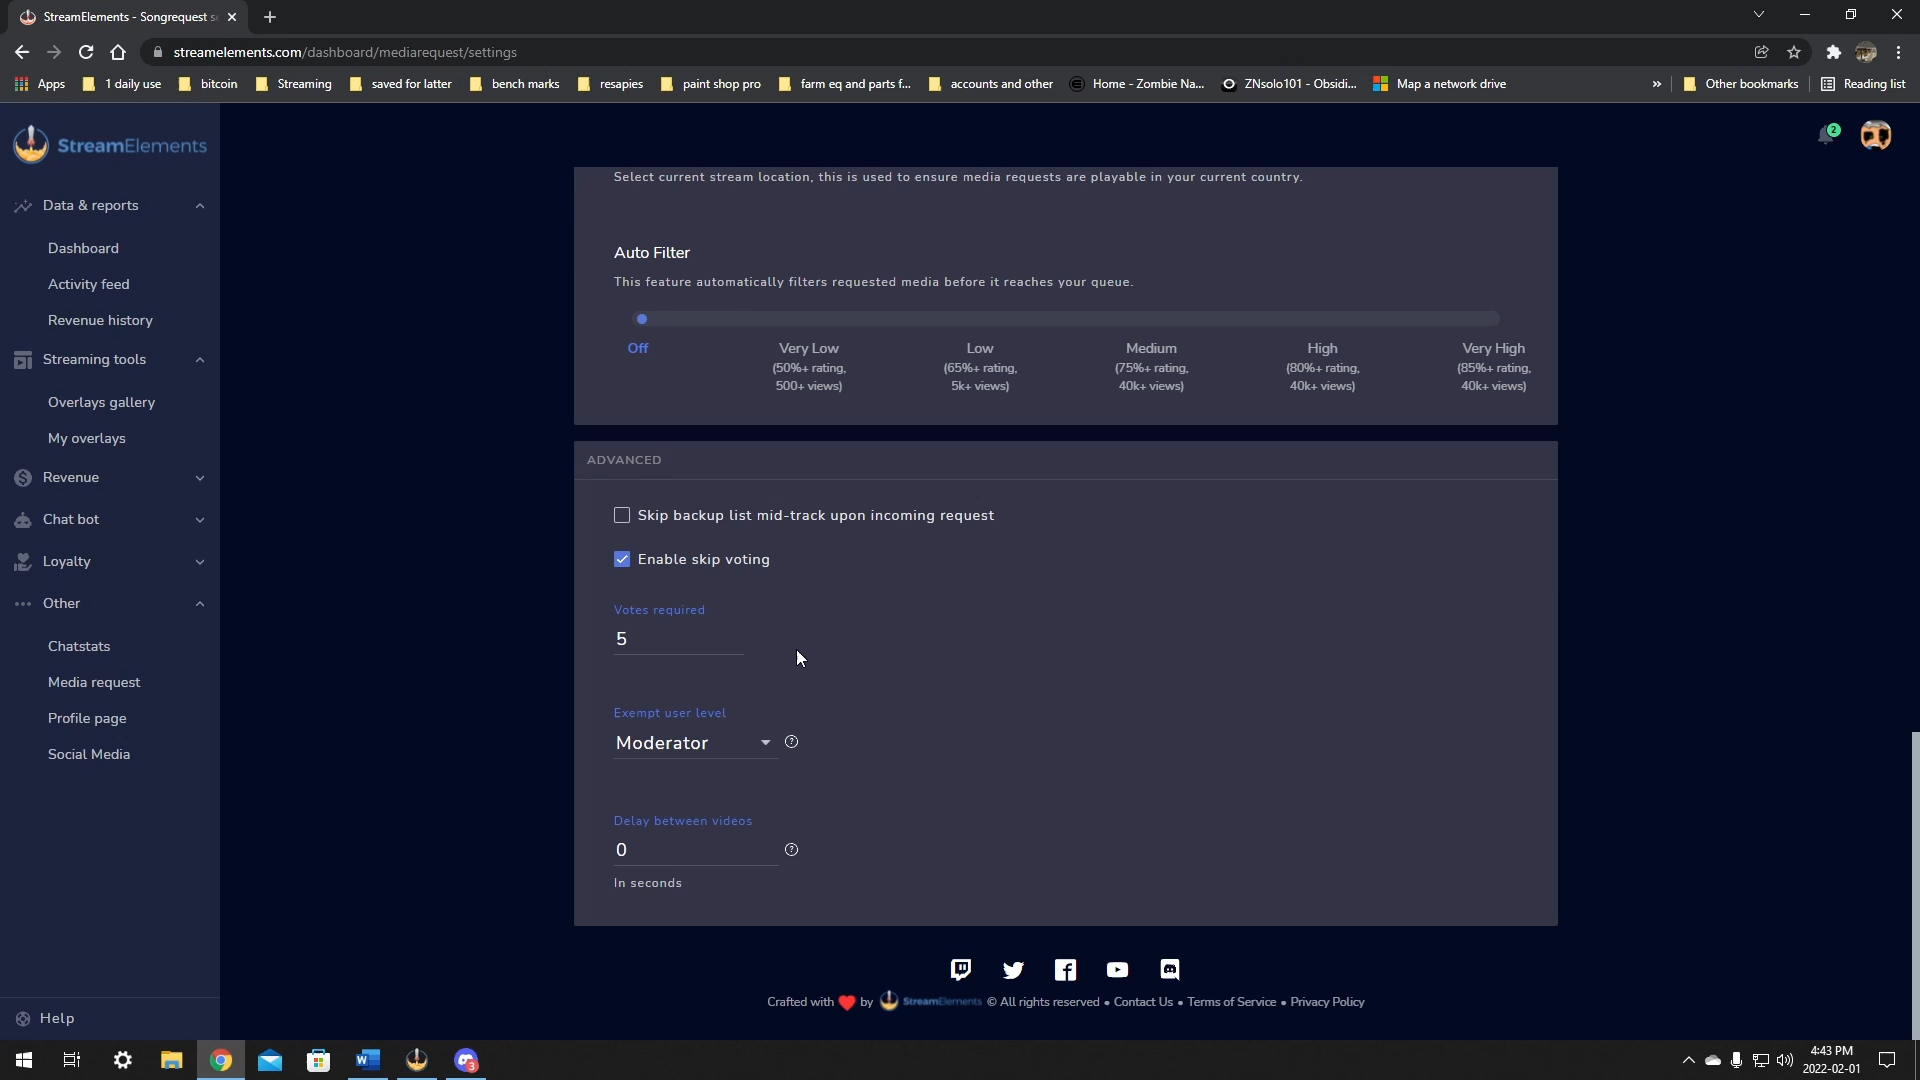 StreamElements - Songrequest s
streamelements.com/dashboard/mediarequest/settings
Apps 1 daily use bitcoin Streaming saved for latter bench marks resapies paint shop pro farm eq and parts f... accounts and other Home - Zombie Na... ZNsolo101 - Obsidi... Map a network drive » Other bookmarks Reading list
StreamElements
2
Data & reports
Dashboard
Activity feed
Revenue history
Streaming tools
Overlays gallery
My overlays
Revenue
Chat bot
Loyalty
Other
Chatstats
Media request
Profile page
Social Media
Help
Select current stream location, this is used to ensure media requests are playable in your current country.
Auto Filter
This feature automatically filters requested media before it reaches your queue.
Off Very Low Low Medium High Very High
(50%+ rating, (65%+ rating, (75%+ rating, (80%+ rating, (85%+ rating,
500+ views) 5k+ views) 40k+ views) 40k+ views) 40k+ views)
ADVANCED
Skip backup list mid-track upon incoming request
Enable skip voting
Votes required
5
Exempt user level
Moderator ?
Delay between videos
0 ?
In seconds
Crafted with ❤ by StreamElements © All rights reserved • Contact Us • Terms of Service • Privacy Policy
W
3
4:43 PM
2022-02-01